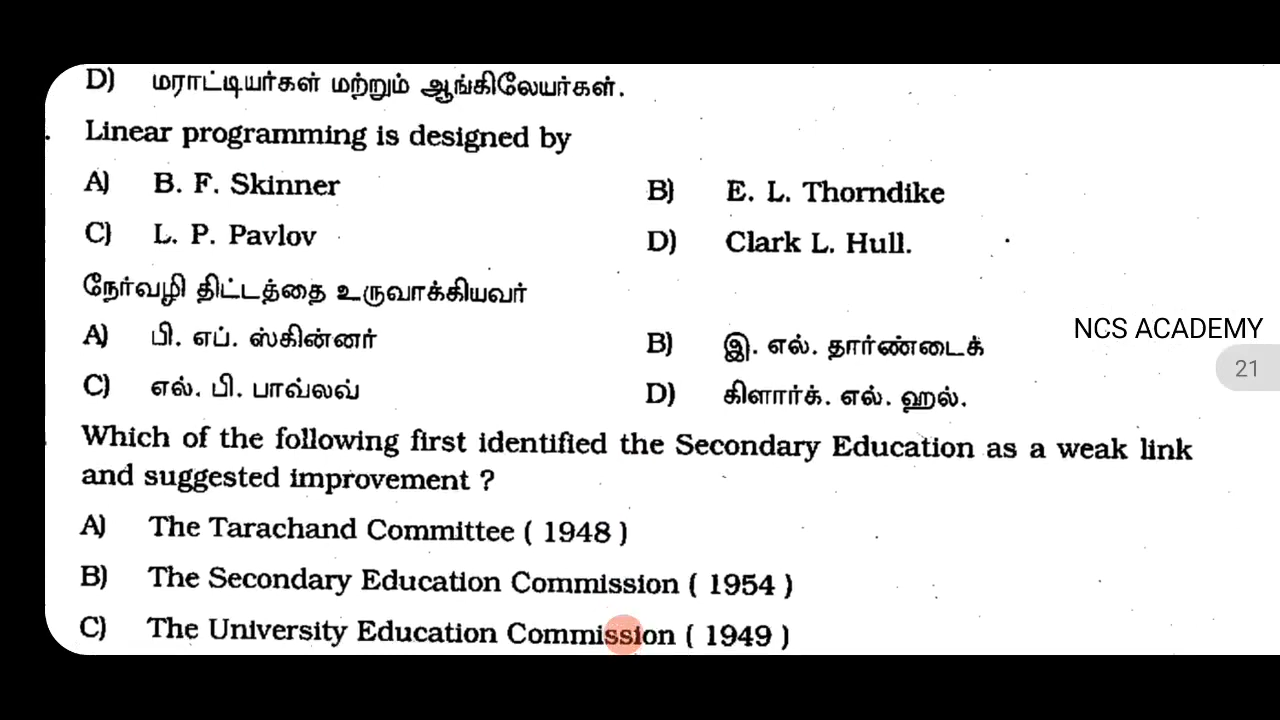 D) மராட்டியர்கள் மற்றும் ஆங்கிலேயர்கள்.
Linear programming is designed by
A) B. F. Skinner B) E. L. Thorndike
C) L. P. Pavlov D) Clark L. Hull.
நேர்வழி திட்டத்தை உருவாக்கியவர்
A) பி. எப். ஸ்கின்னர் B) இ. எல். தார்ண்டைக்
NCS ACADEMY
21
C) எல். பி. பாவ்லவ் D) கிளார்க். எல். ஹல்.
Which of the following first identified the Secondary Education as a weak link
and suggested improvement ?
A) The Tarachand Committee ( 1948 )
B) The Secondary Education Commission ( 1954 )
C) The University Education Commission ( 1949 )